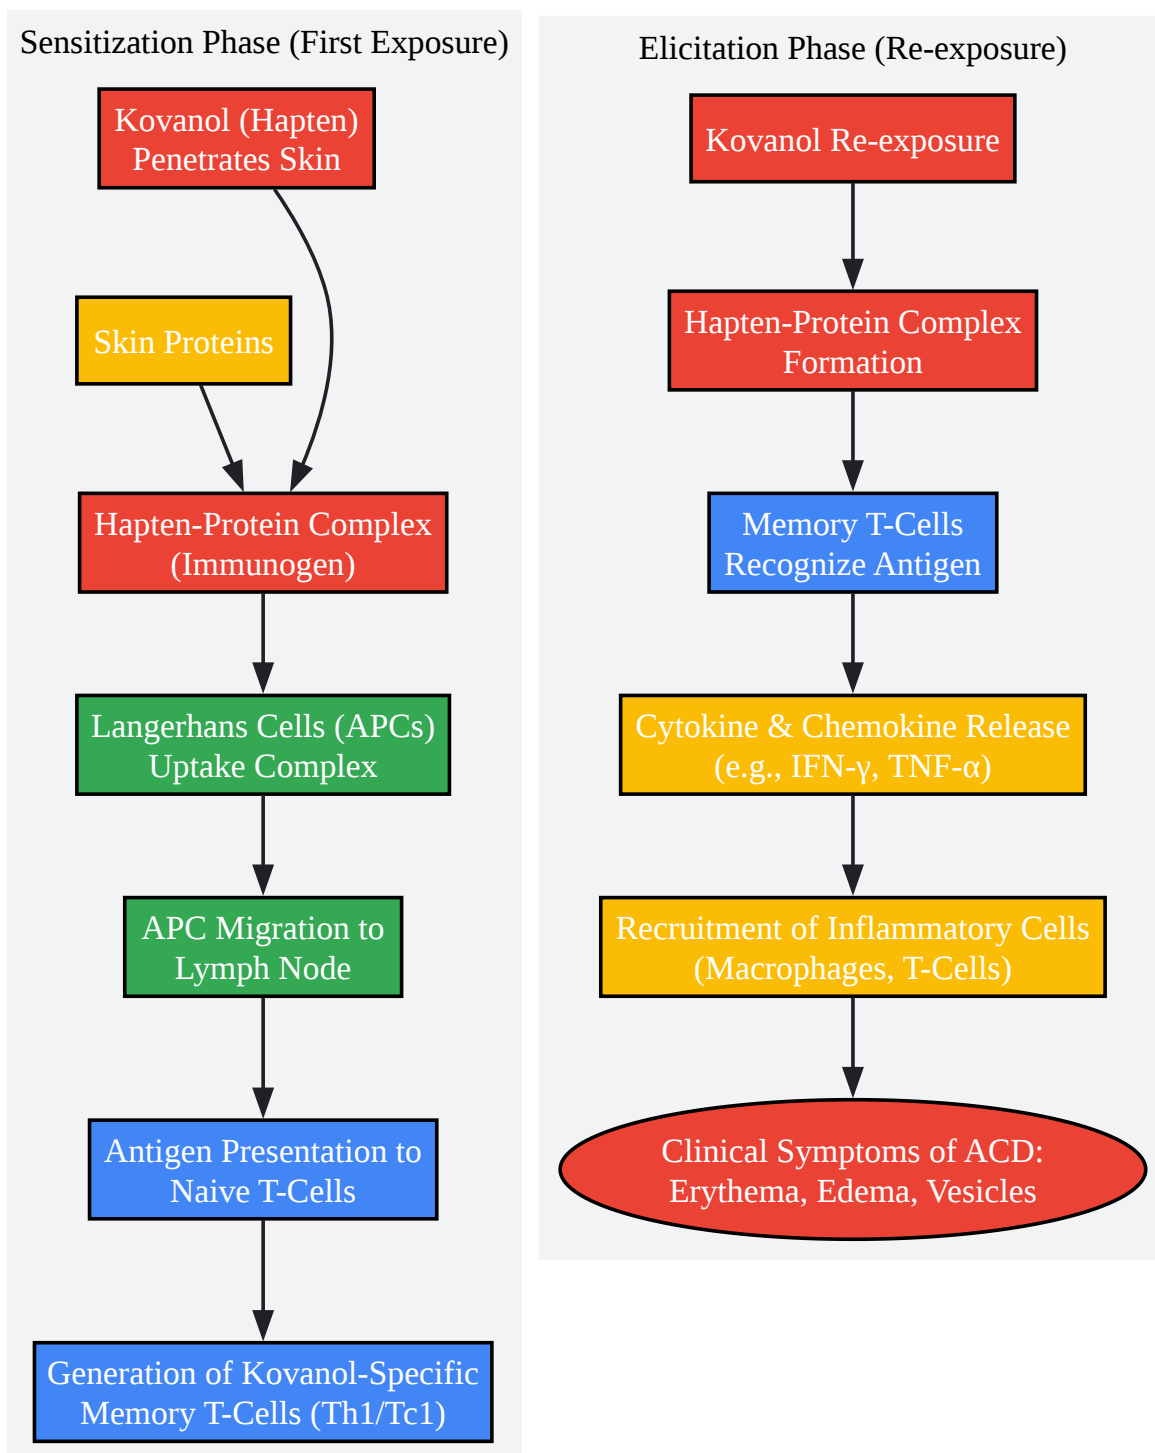 Sensitization Phase (First Exposure)
Kovanol (Hapten)
Penetrates Skin
Skin Proteins
Hapten-Protein Complex
(Immunogen)
Langerhans Cells (APCs)
Uptake Complex
APC Migration to
Lymph Node
Antigen Presentation to
Naive T-Cells
Generation of Kovanol-Specific
Memory T-Cells (Th1/Tc1)
Elicitation Phase (Re-exposure)
Kovanol Re-exposure
Hapten-Protein Complex
Formation
Memory T-Cells
Recognize Antigen
Cytokine & Chemokine Release
(e.g., IFN-γ, TNF-α)
Recruitment of Inflammatory Cells
(Macrophages, T-Cells)
Clinical Symptoms of ACD:
Erythema, Edema, Vesicles